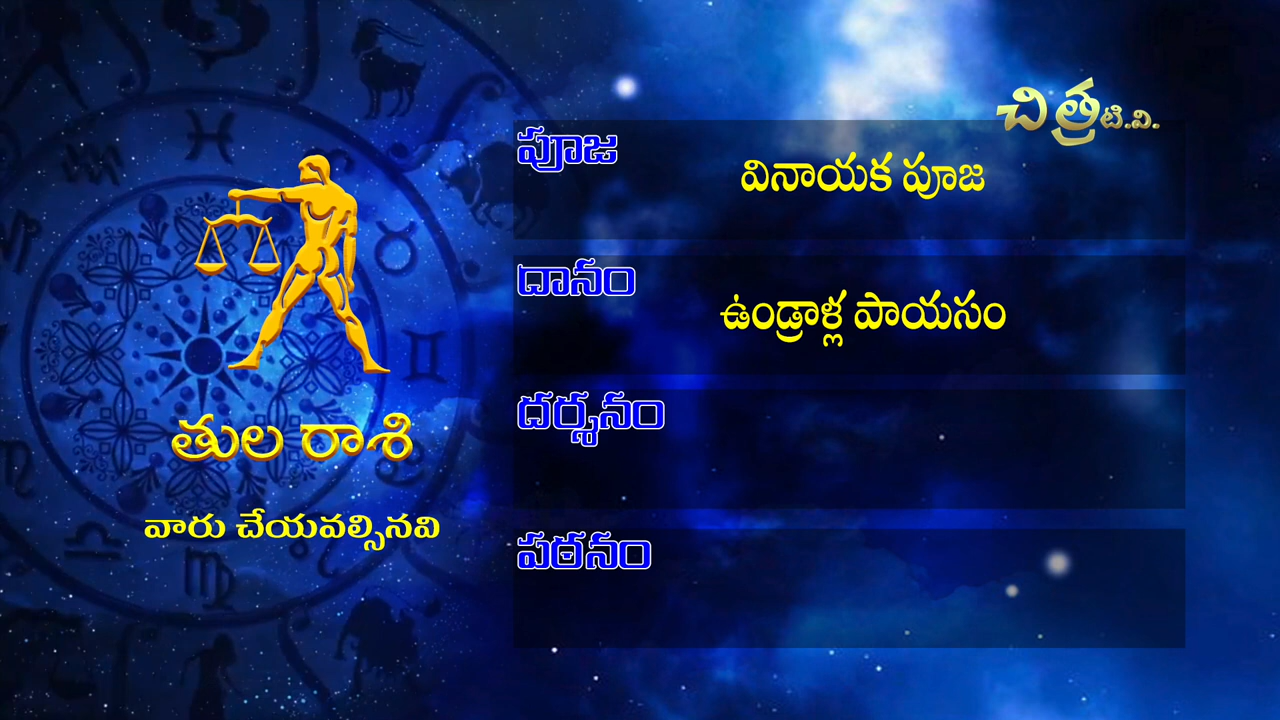 చిత్ర టి.వి.
పూజ
వినాయక పూజ
దానం
ఉండ్రాళ్ల పాయసం
దర్శనం
పఠనం
తుల రాశి
వారు చేయవల్సినవి